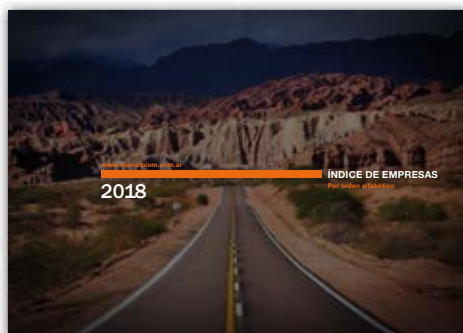 www.municipium.com.ar
ÍNDICE DE EMPRESAS
2018
Por orden alfabético